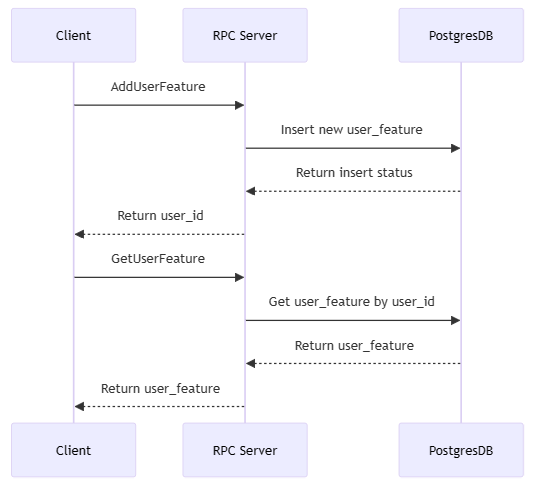 Client
RPC Server
PostgresDB
AddUserFeature
Insert new user_feature
Return insert status
Return user_id
GetUserFeature
Get user_feature by user_id
Return user_feature
Return user_feature
Client
RPC Server
PostgresDB